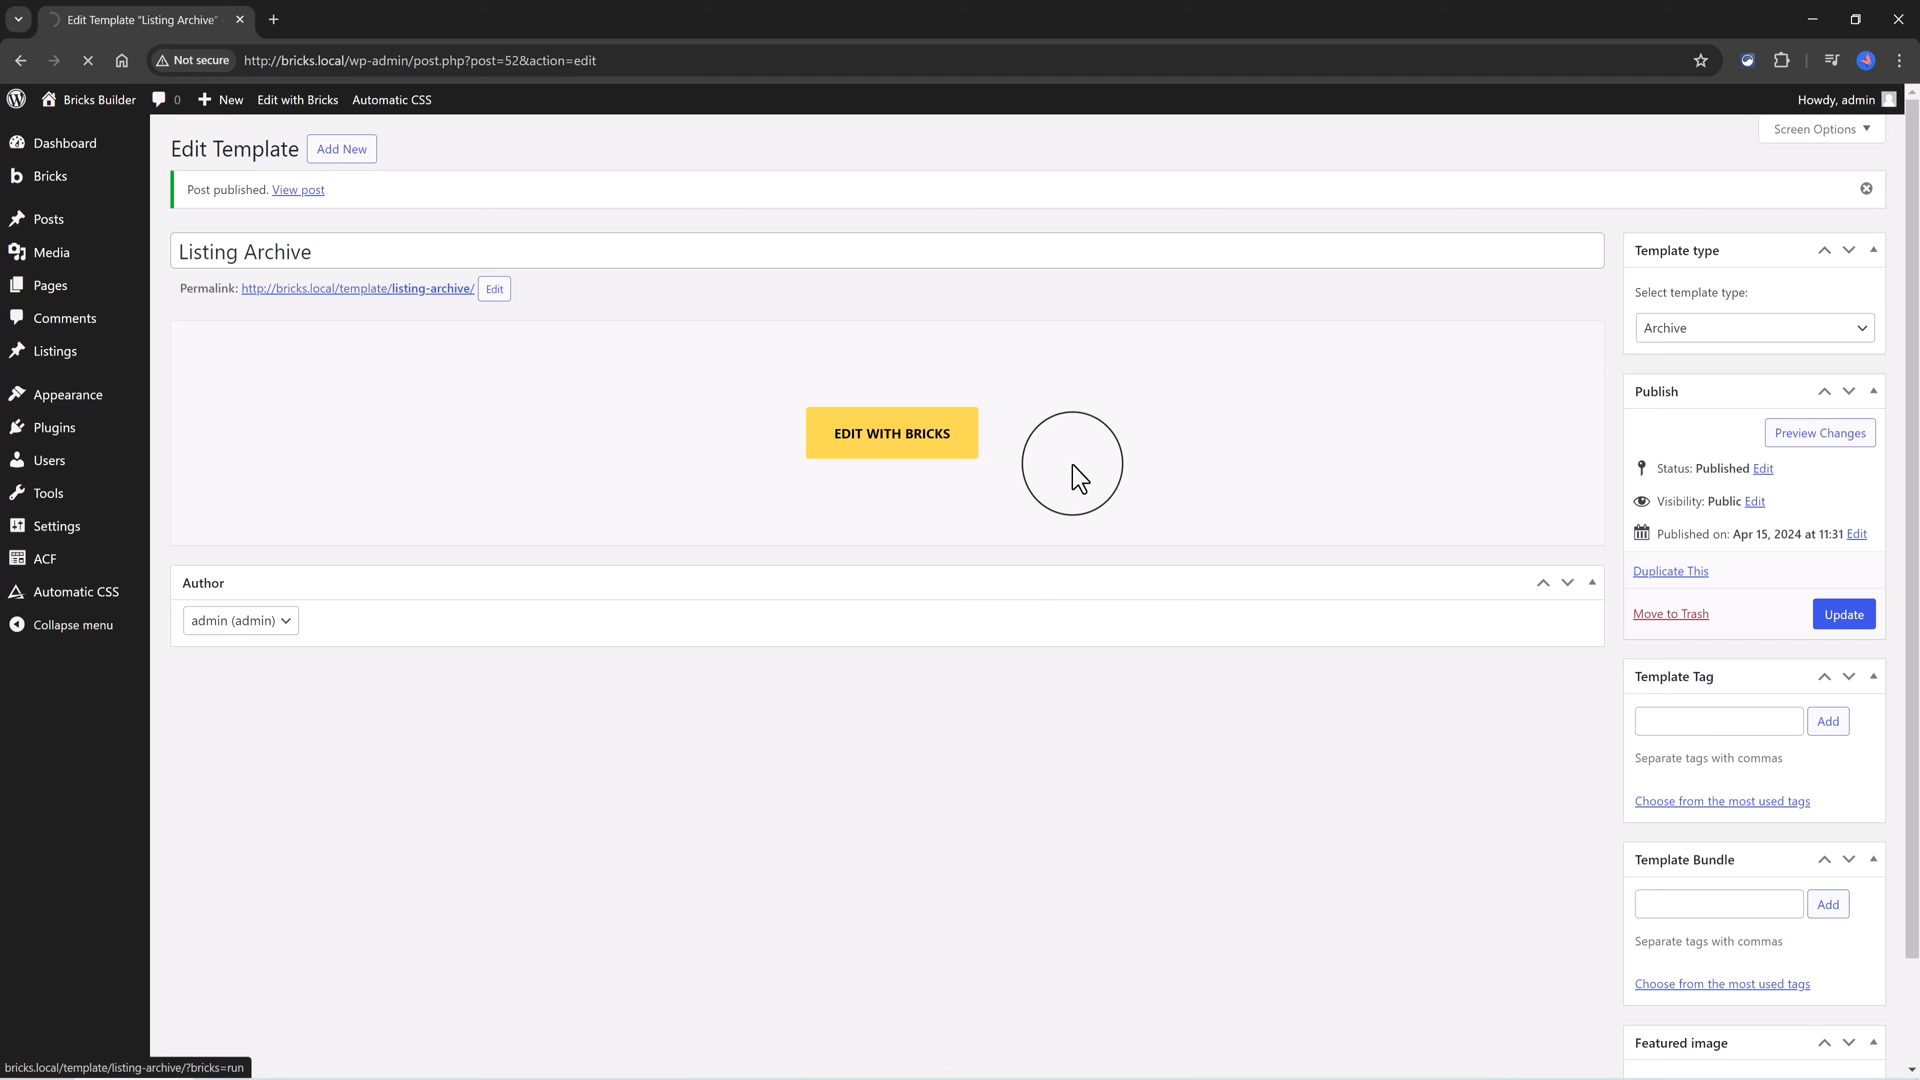 Edit Template "Listing Archive"
Not secure
http://bricks.local/wp-admin/post.php?post=52&action=edit
Bricks Builder
0
New
Edit with Bricks
Automatic CSS
Howdy, admin
Dashboard
Bricks
Posts
Media
Pages
Comments
Listings
Appearance
Plugins
Users
Tools
Settings
ACF
Automatic CSS
Collapse menu
Screen Options
Edit Template
Add New
Post published. View post
Listing Archive
Permalink: http://bricks.local/template/listing-archive/ Edit
EDIT WITH BRICKS
Author
admin (admin)
Template type
Select template type:
Archive
Publish
Preview Changes
Status: Published Edit
Visibility: Public Edit
Published on: Apr 15, 2024 at 11:31 Edit
Duplicate This
Move to Trash
Update
Template Tag
Add
Separate tags with commas
Choose from the most used tags
Template Bundle
Add
Separate tags with commas
Choose from the most used tags
Featured image
bricks.local/template/listing-archive/?bricks=run